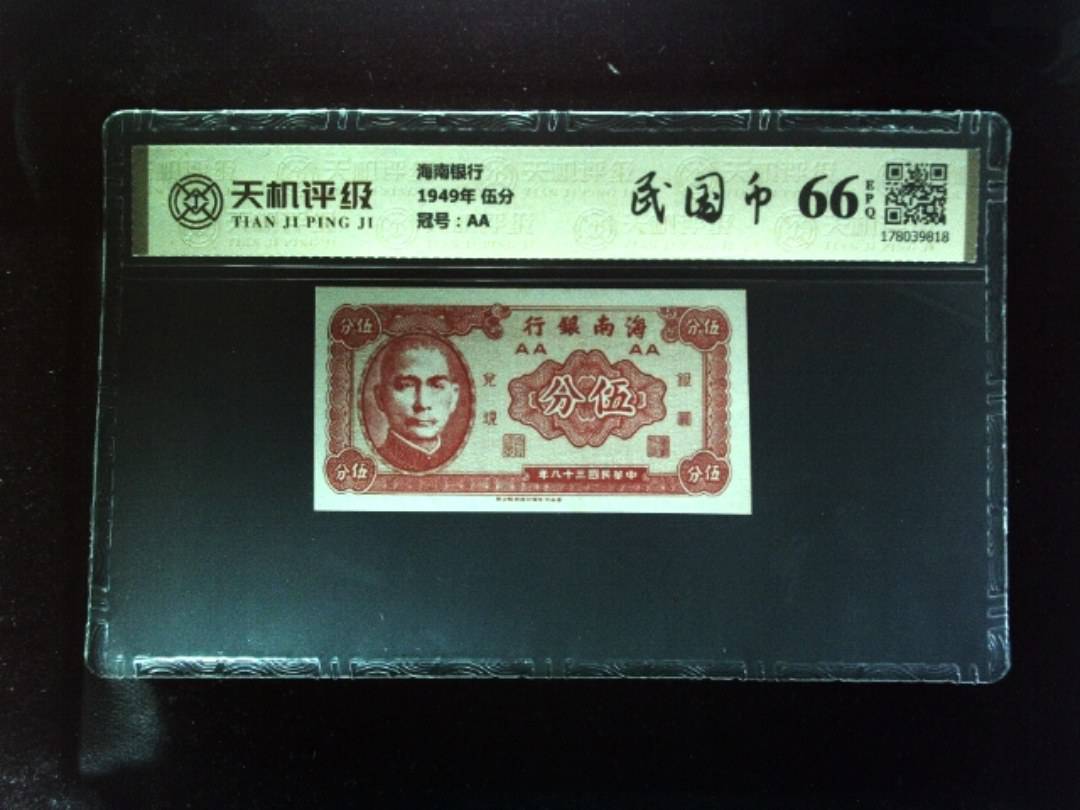 天机评级
TIAN JI PING JI
海南银行
1949年 伍分
冠号：AA
民国币
66
EPQ
178039818
分伍
行銀南海
分伍
AA AA
兌現
分伍
銀圓
分伍
年八十三國民華中
分伍